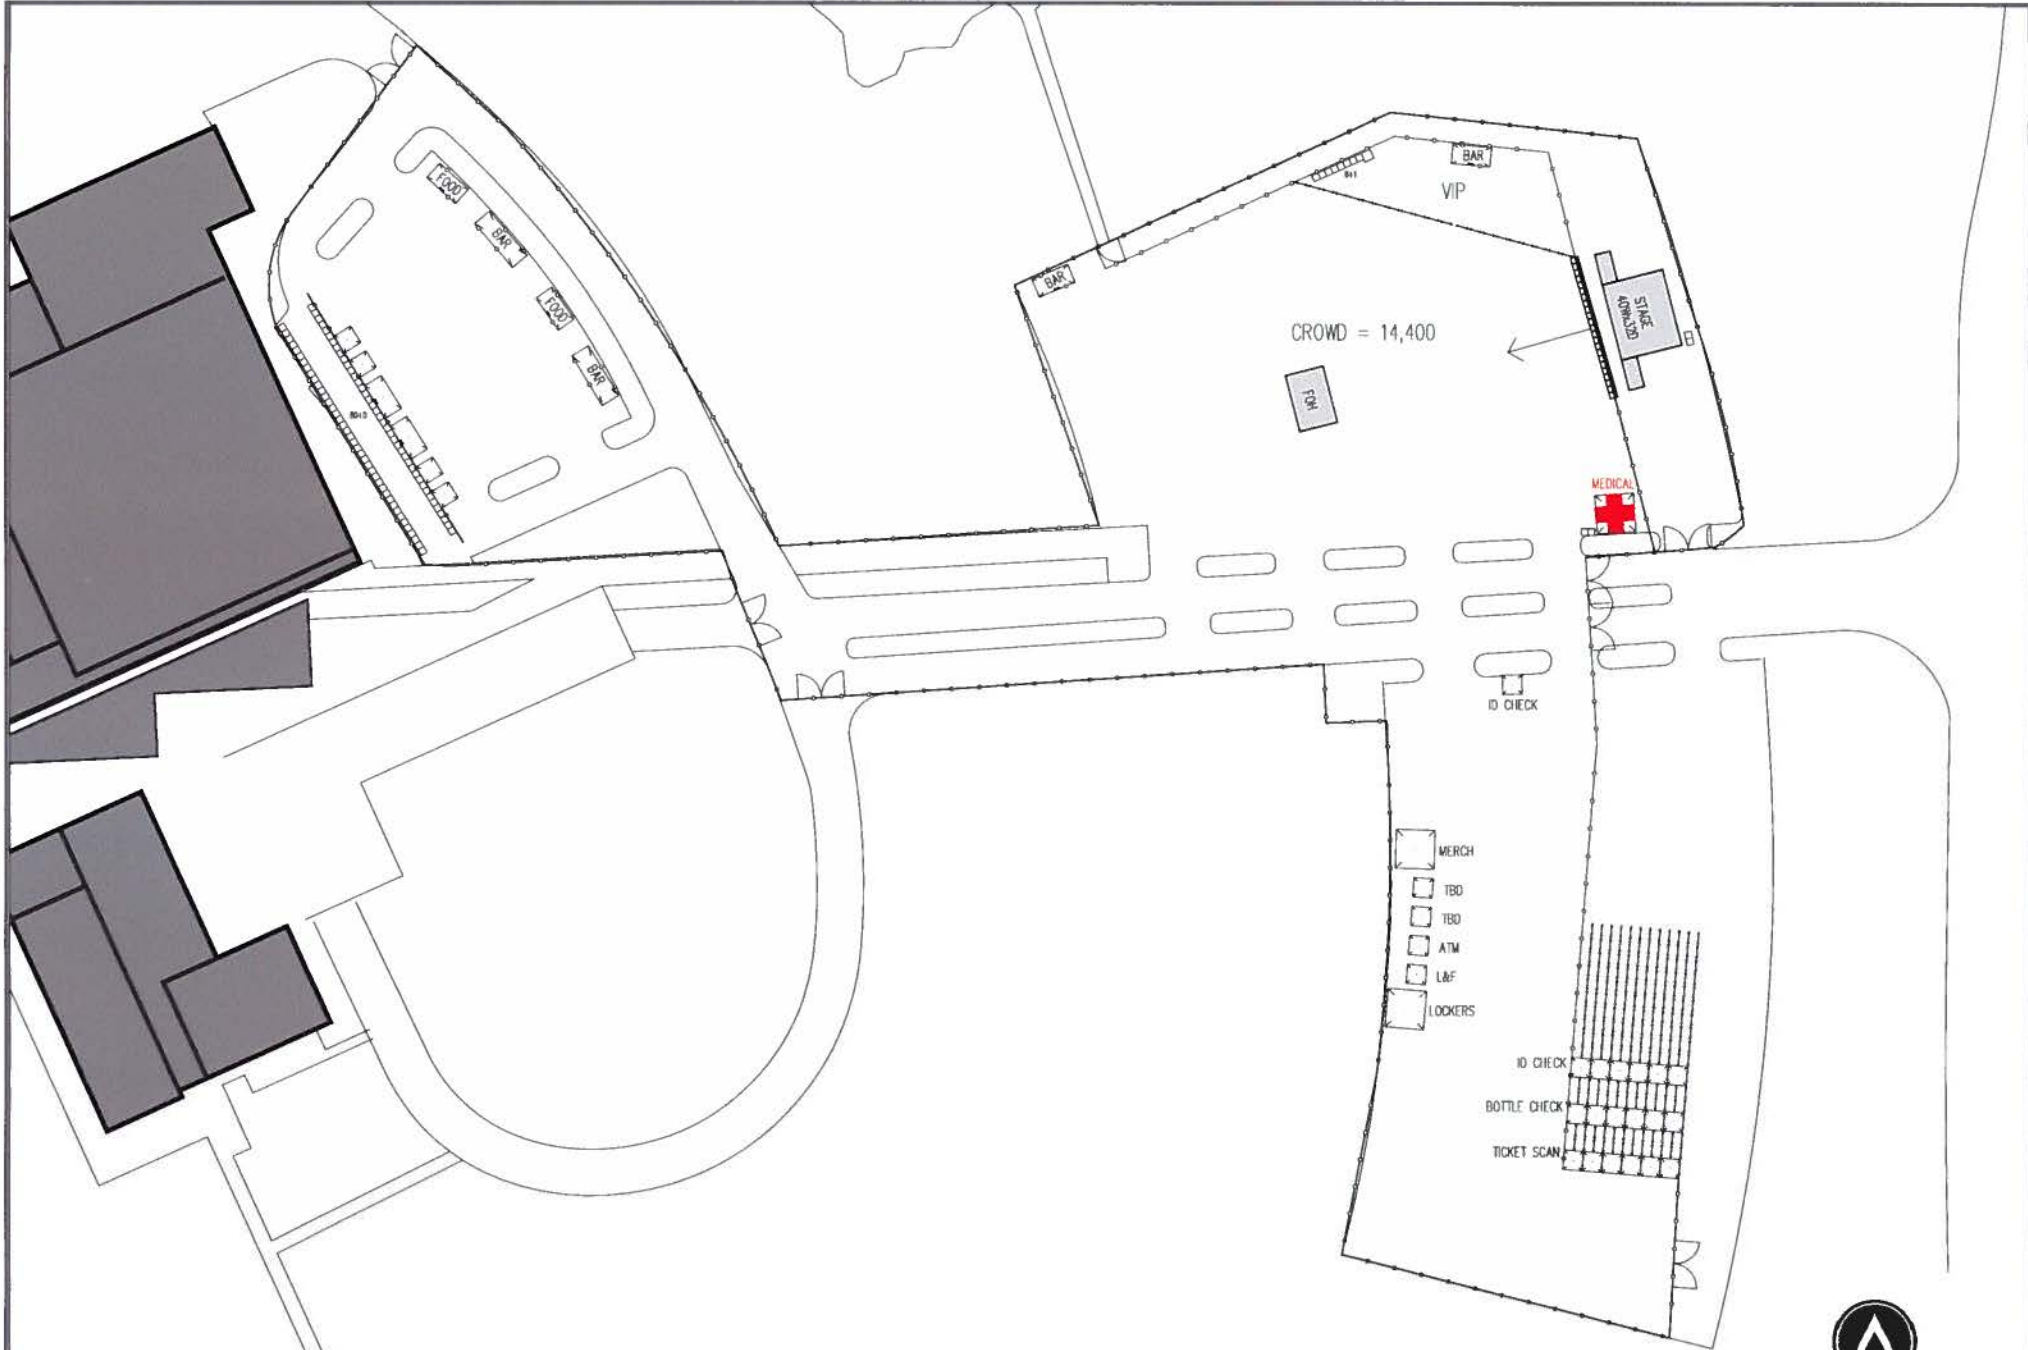 FOOD
BAR
FOOD
BAR
BAR
BAR
VIP
CROWD = 14,400
STAGE
FOH
MEDICAL
ID CHECK
MERCH
TBD
TBD
ATM
L&F
LOCKERS
ID CHECK
BOTTLE CHECK
TICKET SCAN